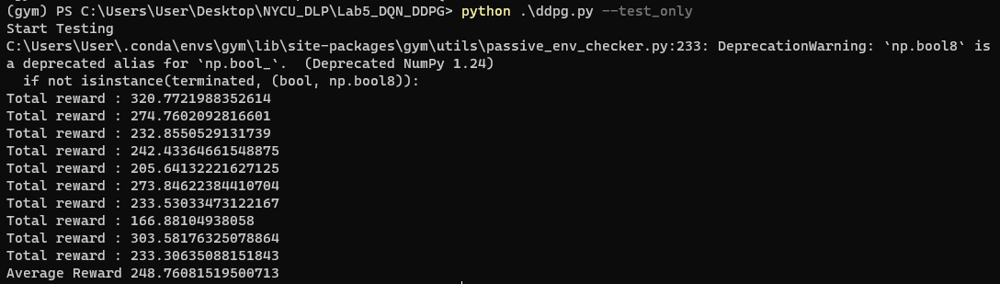 (gym) PS C:\Users\User\Desktop\NYCU_DLP\Lab5_DQN_DDPG> python .\ddpg.py --test_only
Start Testing
C:\Users\User\.conda\envs\gym\lib\site-packages\gym\utils\passive_env_checker.py:233: DeprecationWarning: `np.bool8` is
a deprecated alias for `np.bool_`.  (Deprecated NumPy 1.24)
  if not isinstance(terminated, (bool, np.bool8)):
Total reward : 320.7721988352614
Total reward : 274.7602092816601
Total reward : 232.8550529131739
Total reward : 242.43364661548875
Total reward : 205.64132221627125
Total reward : 273.84622384410704
Total reward : 233.53033473122167
Total reward : 166.88104938058
Total reward : 303.58176325078864
Total reward : 233.30635088151843
Average Reward 248.76081519500713